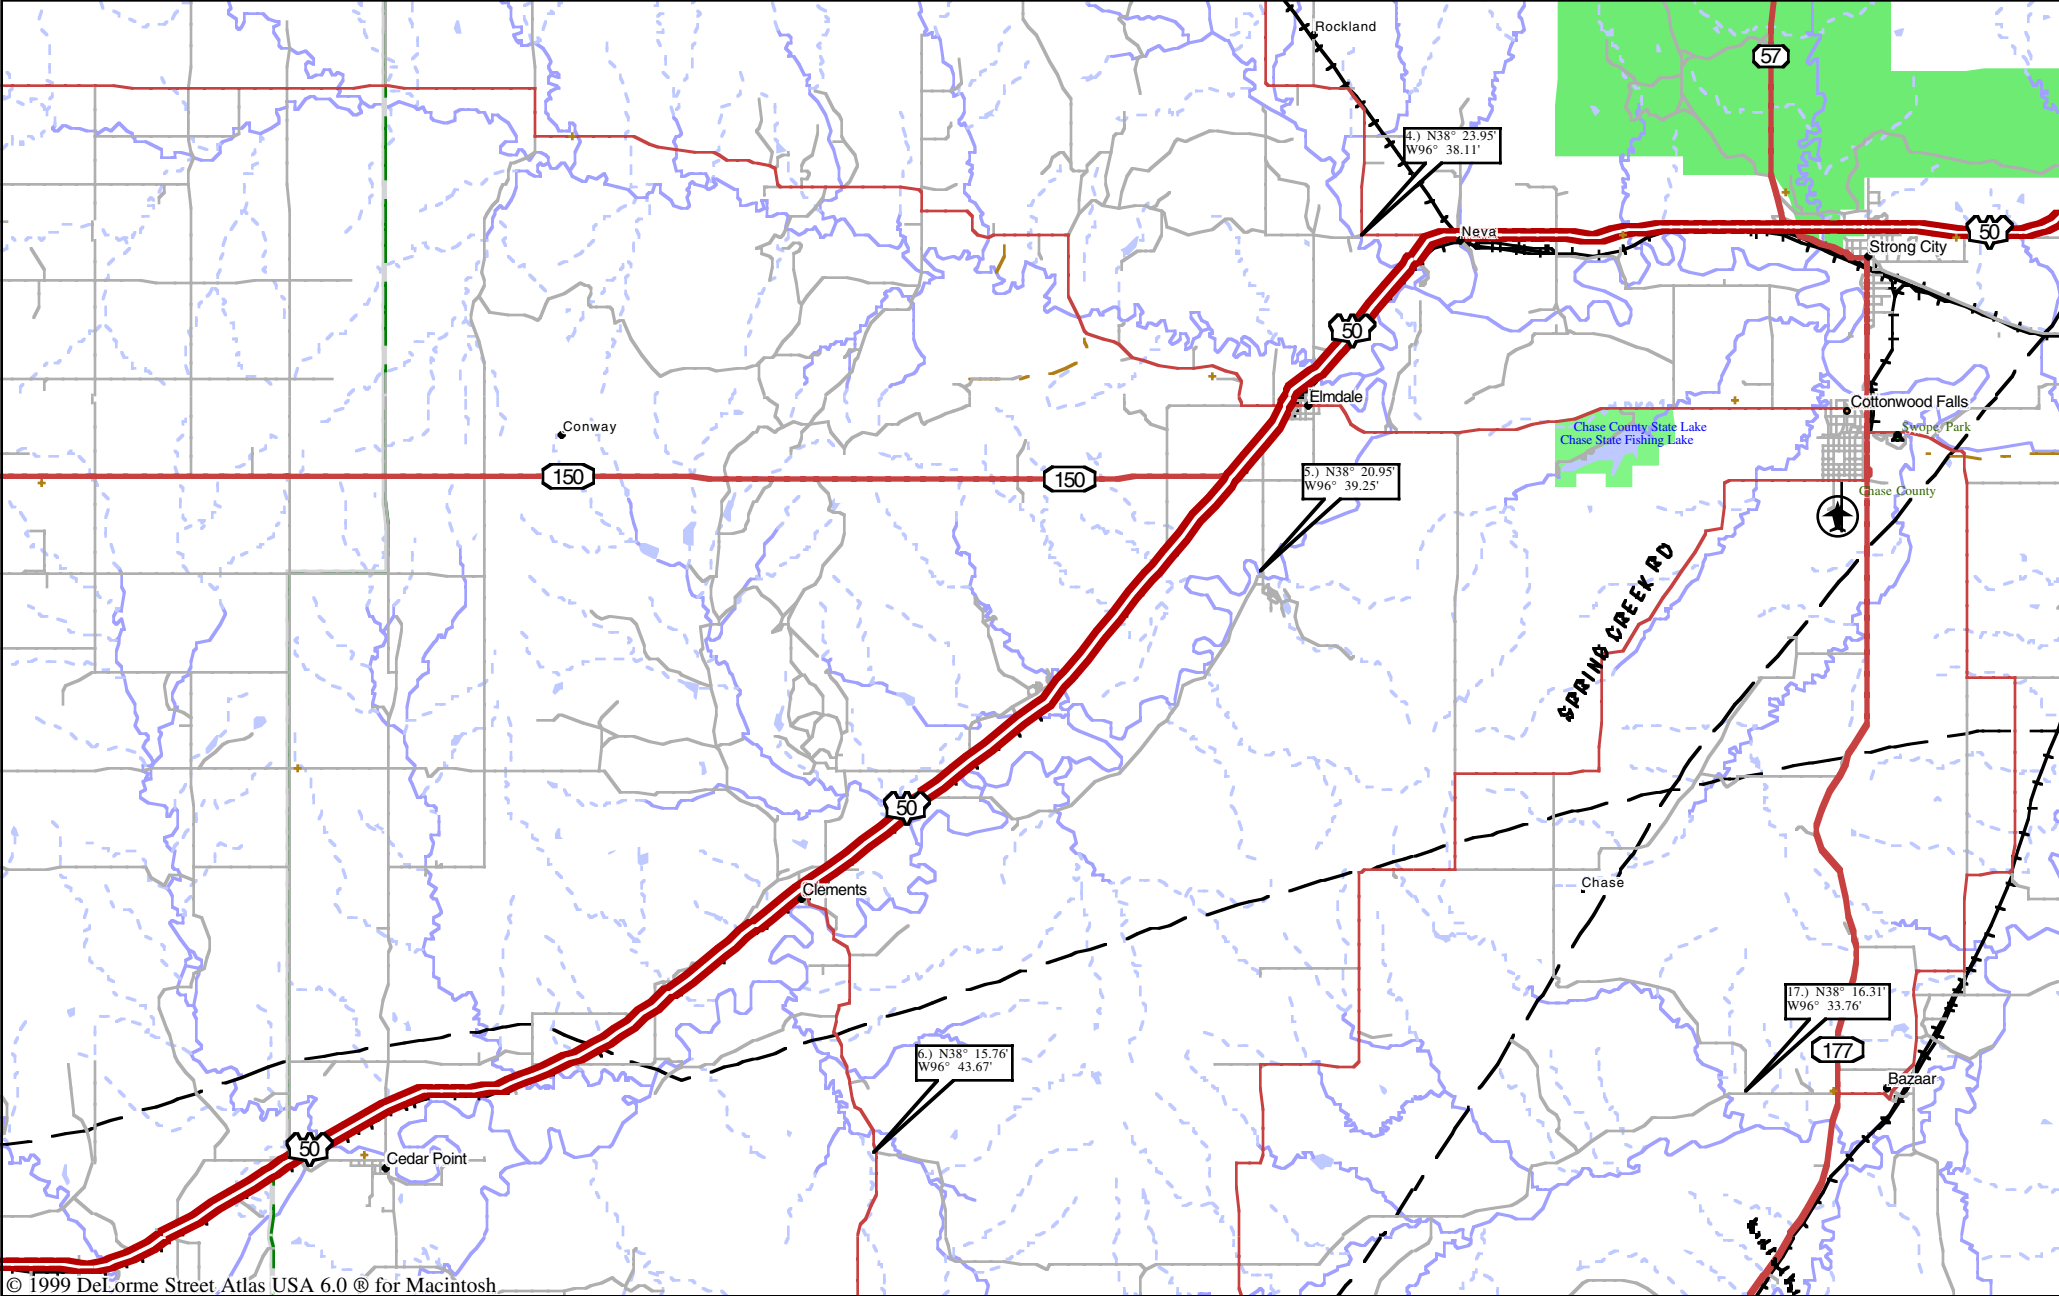 Rockland
57
4.) N38° 23.95'
W96° 38.11'
Neva
50
Strong City
50
Elmdale
Cottonwood Falls
Conway
Chase County State Lake
Swope Park
Chase State Fishing Lake
150
150
5.) N38° 20.95'
W96° 39.25'
Chase County
SPRING CREEK RD
50
Clements
Chase
17.) N38° 16.31'
W96° 33.76'
177
6.) N38° 15.76'
W96° 43.67'
Bazaar
50
Cedar Point
© 1999 DeLorme Street Atlas USA 6.0 ® for Macintosh